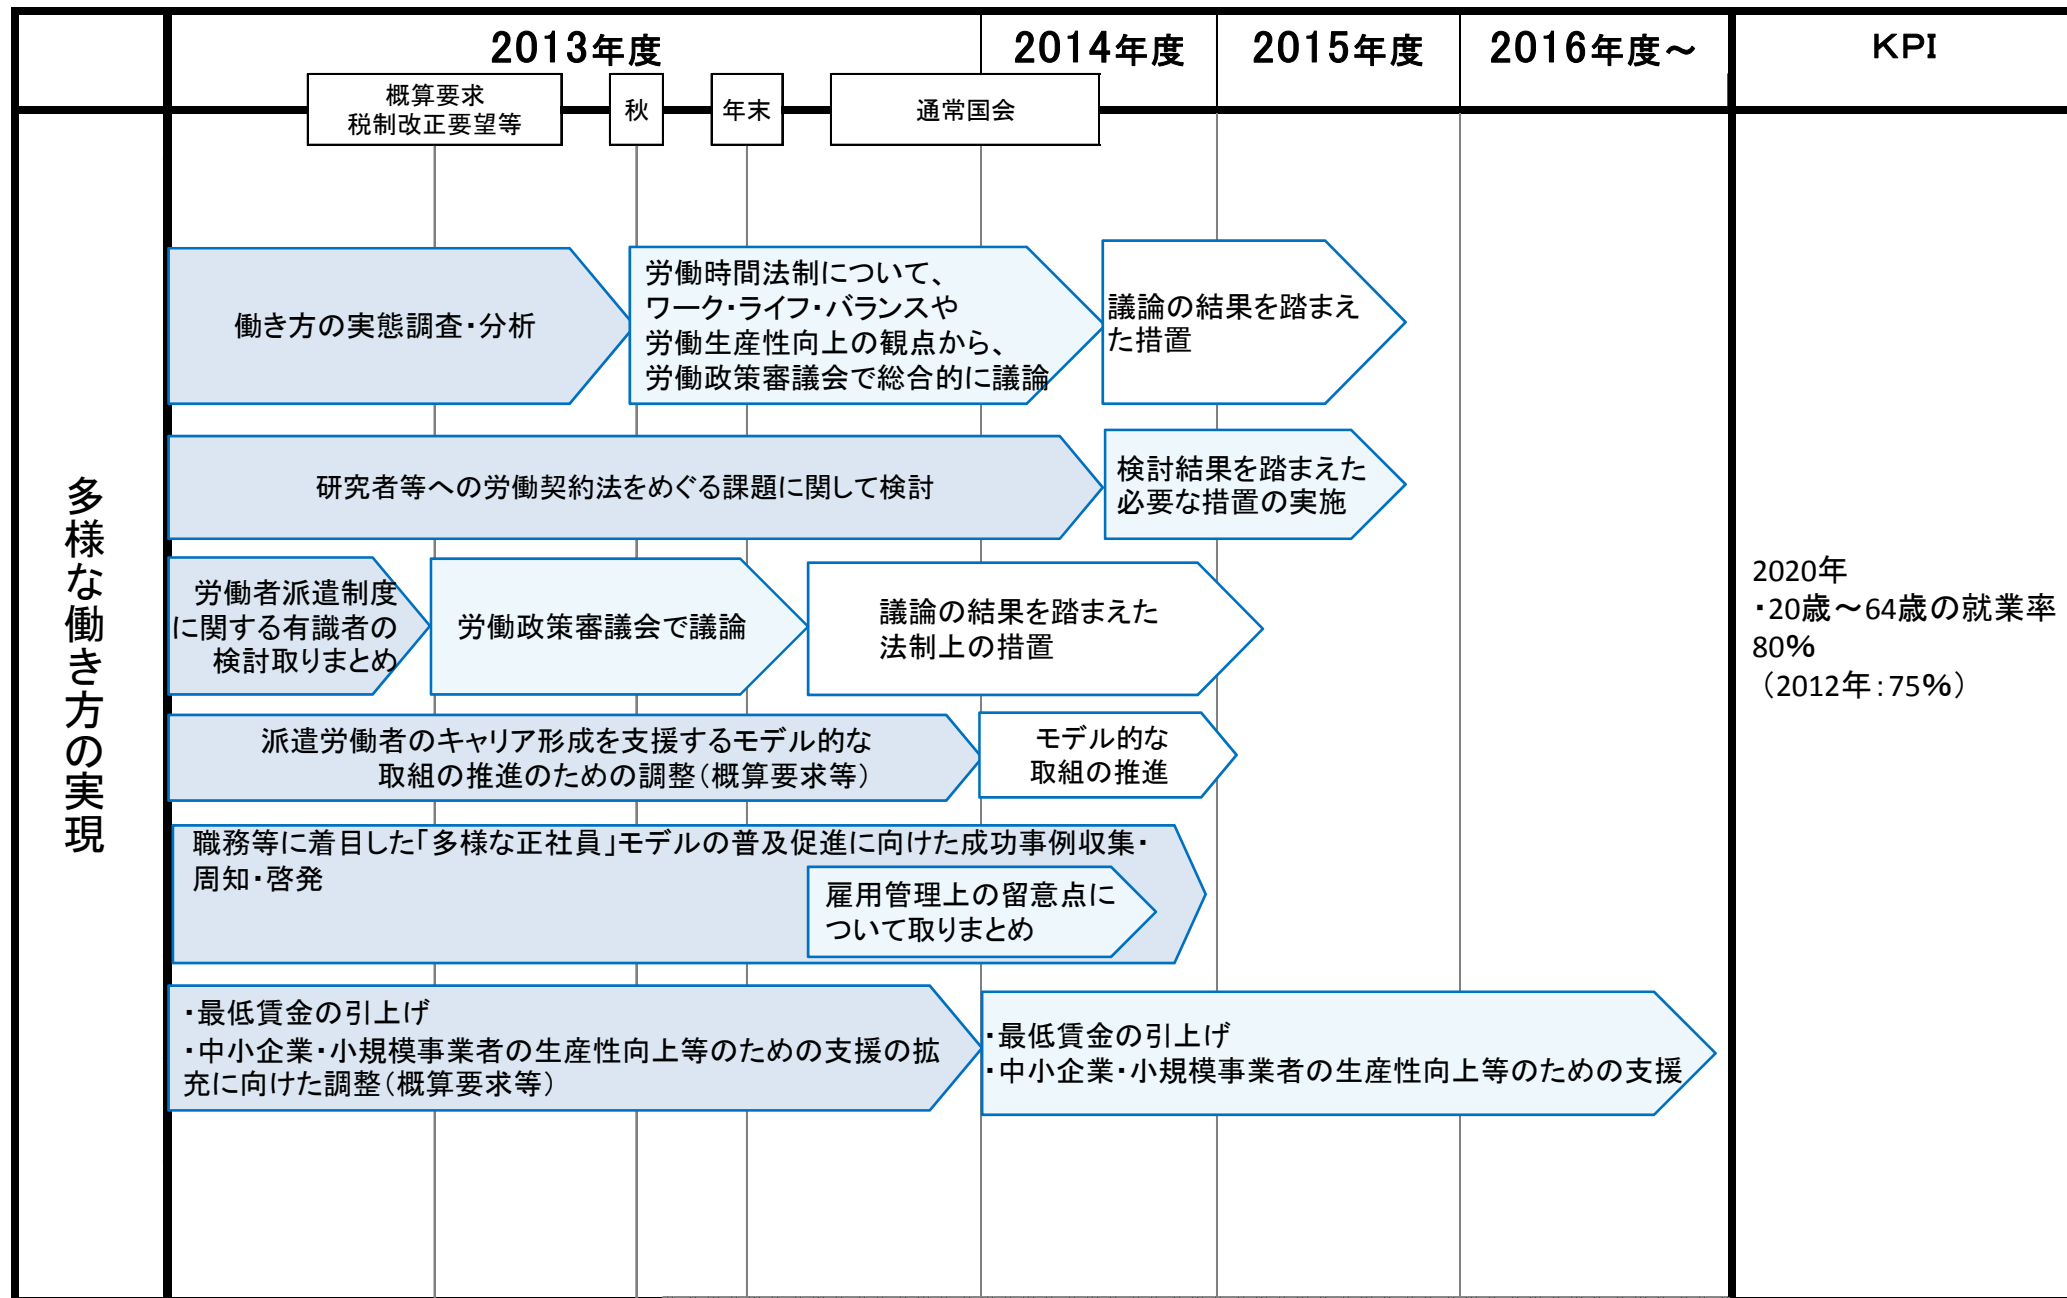 2013年度
2014年度
2015年度
2016年度～
KPI
概算要求
税制改正要望等
秋
年末
通常国会
多様な働き方の実現
働き方の実態調査・分析
労働時間法制について、
ワーク・ライフ・バランスや
労働生産性向上の観点から、
労働政策審議会で総合的に議論
議論の結果を踏まえ
た措置
研究者等への労働契約法をめぐる課題に関して検討
検討結果を踏まえた
必要な措置の実施
労働者派遣制度
に関する有識者の
検討取りまとめ
労働政策審議会で議論
議論の結果を踏まえた
法制上の措置
派遣労働者のキャリア形成を支援するモデル的な
取組の推進のための調整（概算要求等）
モデル的な
取組の推進
職務等に着目した「多様な正社員」モデルの普及促進に向けた成功事例収集・
周知・啓発
雇用管理上の留意点に
ついて取りまとめ
・最低賃金の引上げ
・中小企業・小規模事業者の生産性向上等のための支援の拡
充に向けた調整（概算要求等）
・最低賃金の引上げ
・中小企業・小規模事業者の生産性向上等のための支援
2020年
・20歳～64歳の就業率
80％
（2012年：75％）